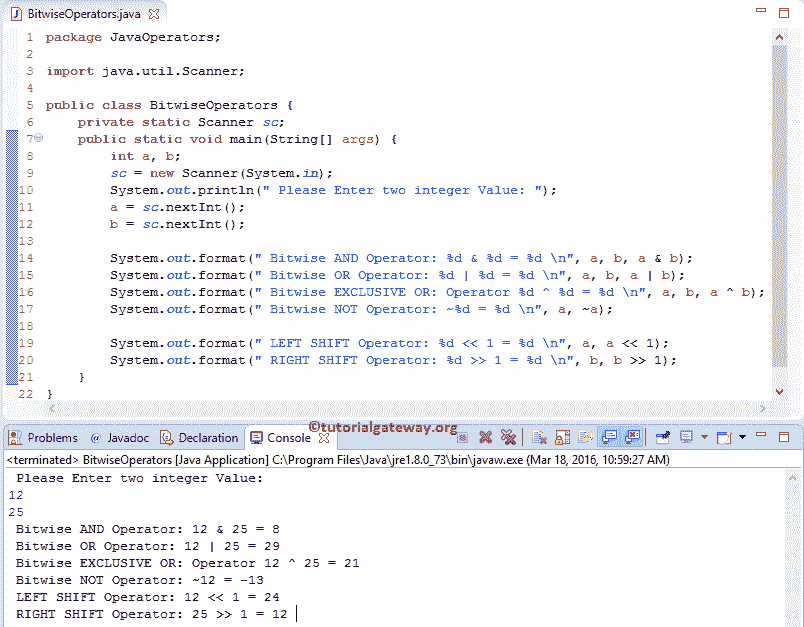 BitwiseOperators.java
1 package JavaOperators;
2
3 import java.util.Scanner;
4
5 public class BitwiseOperators {
6 private static Scanner sc;
7 public static void main(String[] args) {
8 int a, b;
9 sc = new Scanner(System.in);
10 System.out.println(" Please Enter two integer Value: ");
11 a = sc.nextInt();
12 b = sc.nextInt();
13
14 System.out.format(" Bitwise AND Operator: %d & %d = %d \n", a, b, a & b);
15 System.out.format(" Bitwise OR Operator: %d | %d = %d \n", a, b, a | b);
16 System.out.format(" Bitwise EXCLUSIVE OR: Operator %d ^ %d = %d \n", a, b, a ^ b);
17 System.out.format(" Bitwise NOT Operator: ~%d = %d \n", a, ~a);
18
19 System.out.format(" LEFT SHIFT Operator: %d << 1 = %d \n", a, a << 1);
20 System.out.format(" RIGHT SHIFT Operator: %d >> 1 = %d \n", b, b >> 1);
21 }
22 }
©tutorialgateway.org
Problems @ Javadoc Declaration Console
<terminated> BitwiseOperators [Java Application] C:\Program Files\Java\jre1.8.0_73\bin\javaw.exe (Mar 18, 2016, 10:59:27 AM)
Please Enter two integer Value:
12
25
Bitwise AND Operator: 12 & 25 = 8
Bitwise OR Operator: 12 | 25 = 29
Bitwise EXCLUSIVE OR: Operator 12 ^ 25 = 21
Bitwise NOT Operator: ~12 = -13
LEFT SHIFT Operator: 12 << 1 = 24
RIGHT SHIFT Operator: 25 >> 1 = 12